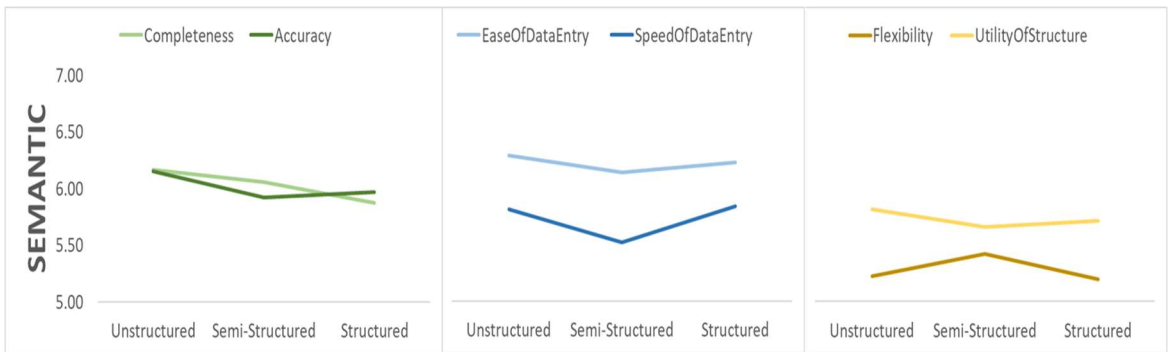 Completeness Accuracy
EaseOfDataEntry SpeedOfDataEntry
Flexibility UtilityOfStructure
SEMANTIC
7.00
6.50
6.00
5.50
5.00
Unstructured Semi-Structured Structured
Unstructured Semi-Structured Structured
Unstructured Semi-Structured Structured